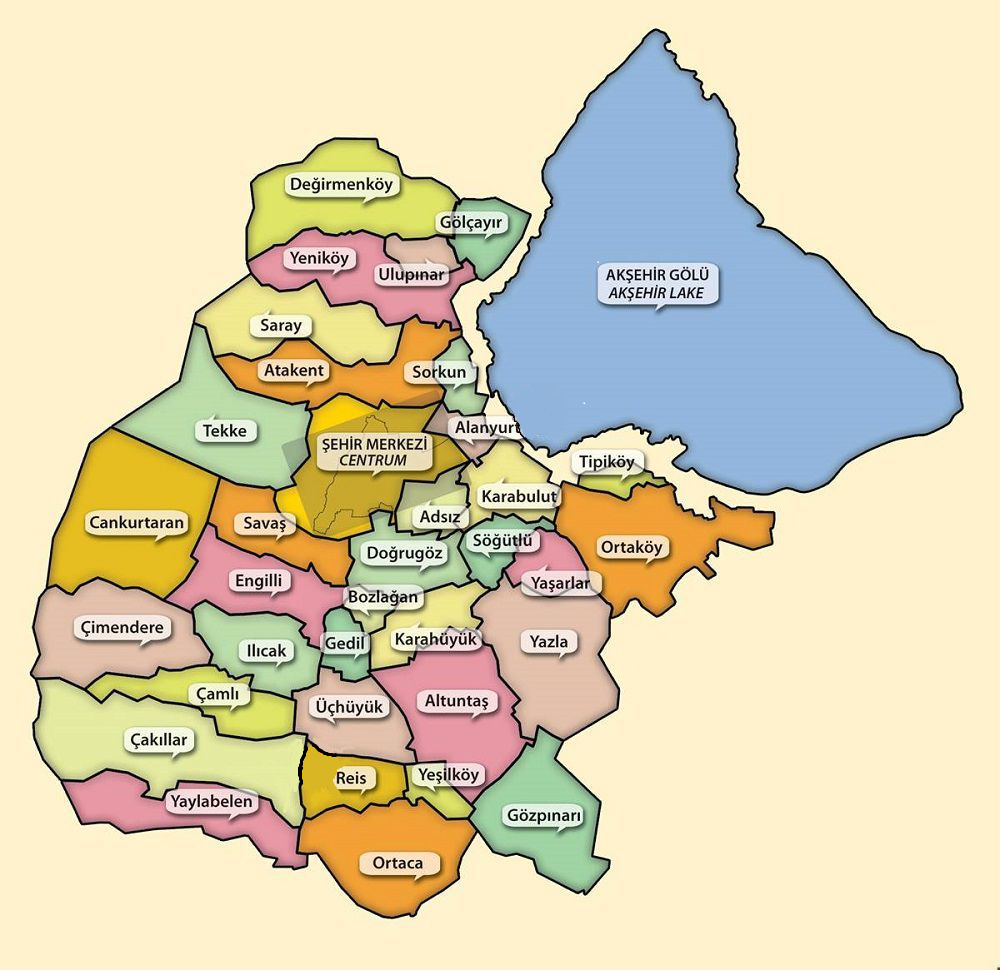 Değirmenköy
Gölçayır
Yeniköy
Ulupınar
AKŞEHİR GÖLÜ
AKŞEHİR LAKE
Saray
Atakent
Sorkun
Tekke
Alanyurt
ŞEHİR MERKEZİ
CENTRUM
Tipiköy
Karabulut
Cankurtaran
Savaş
Adsız
Söğütlü
Ortaköy
Doğrugöz
Engilli
Yaşarlar
Bozlağan
Çimendere
Ilıcak
Gedil
Karahüyük
Yazla
Çamlı
Üçhüyük
Altuntaş
Çakıllar
Reis
Yeşilköy
Yaylabelen
Gözpınarı
Ortaca